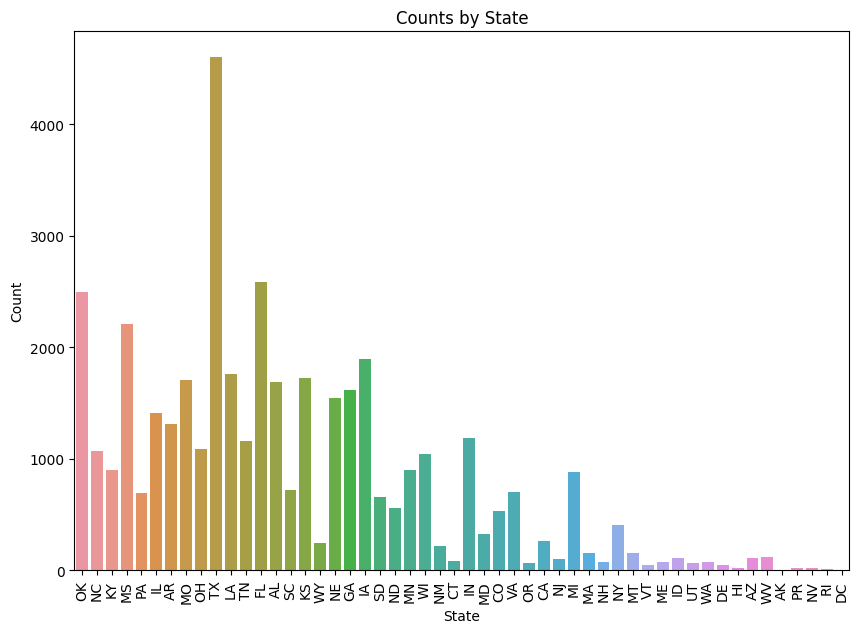 Counts by State
Count
4000
3000
2000
1000
0
OK NC KY MS PA IL AR MO OH TX LA TN FL AL SC KS WY NE GA IA SD ND MN WI NM CT IN MD CO VA OR CA NJ MI MA NH NY MT VT ME ID UT WA DE HI AZ WV AK PR NV RI DC
State